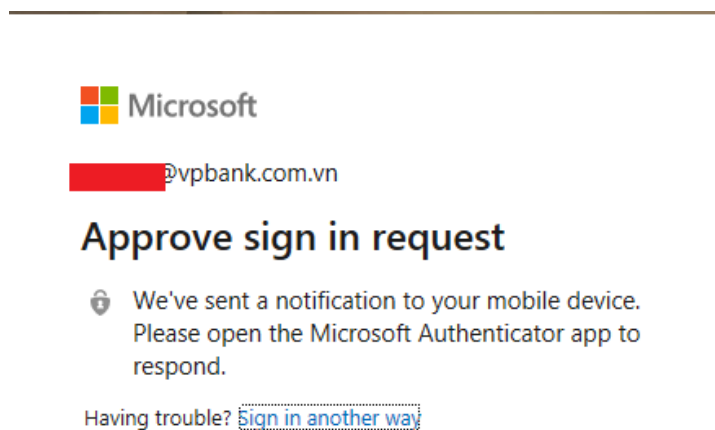 Microsoft
@vpbank.com.vn
Approve sign in request
We've sent a notification to your mobile device.
Please open the Microsoft Authenticator app to
respond.
Having trouble? Sign in another way